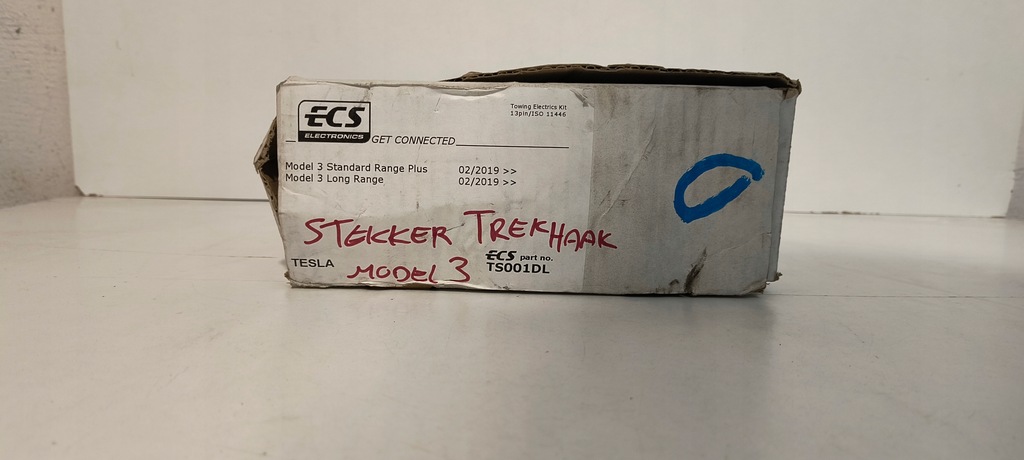 ECS
ELECTRONICS
GET CONNECTED
Towing Electrics Kit
13pin/ISO 11446
Model 3 Standard Range Plus 02/2019 >>
Model 3 Long Range 02/2019 >>
STEKKER TREKHAAK
MODEL 3
TESLA
ECS part no.
TS001DL